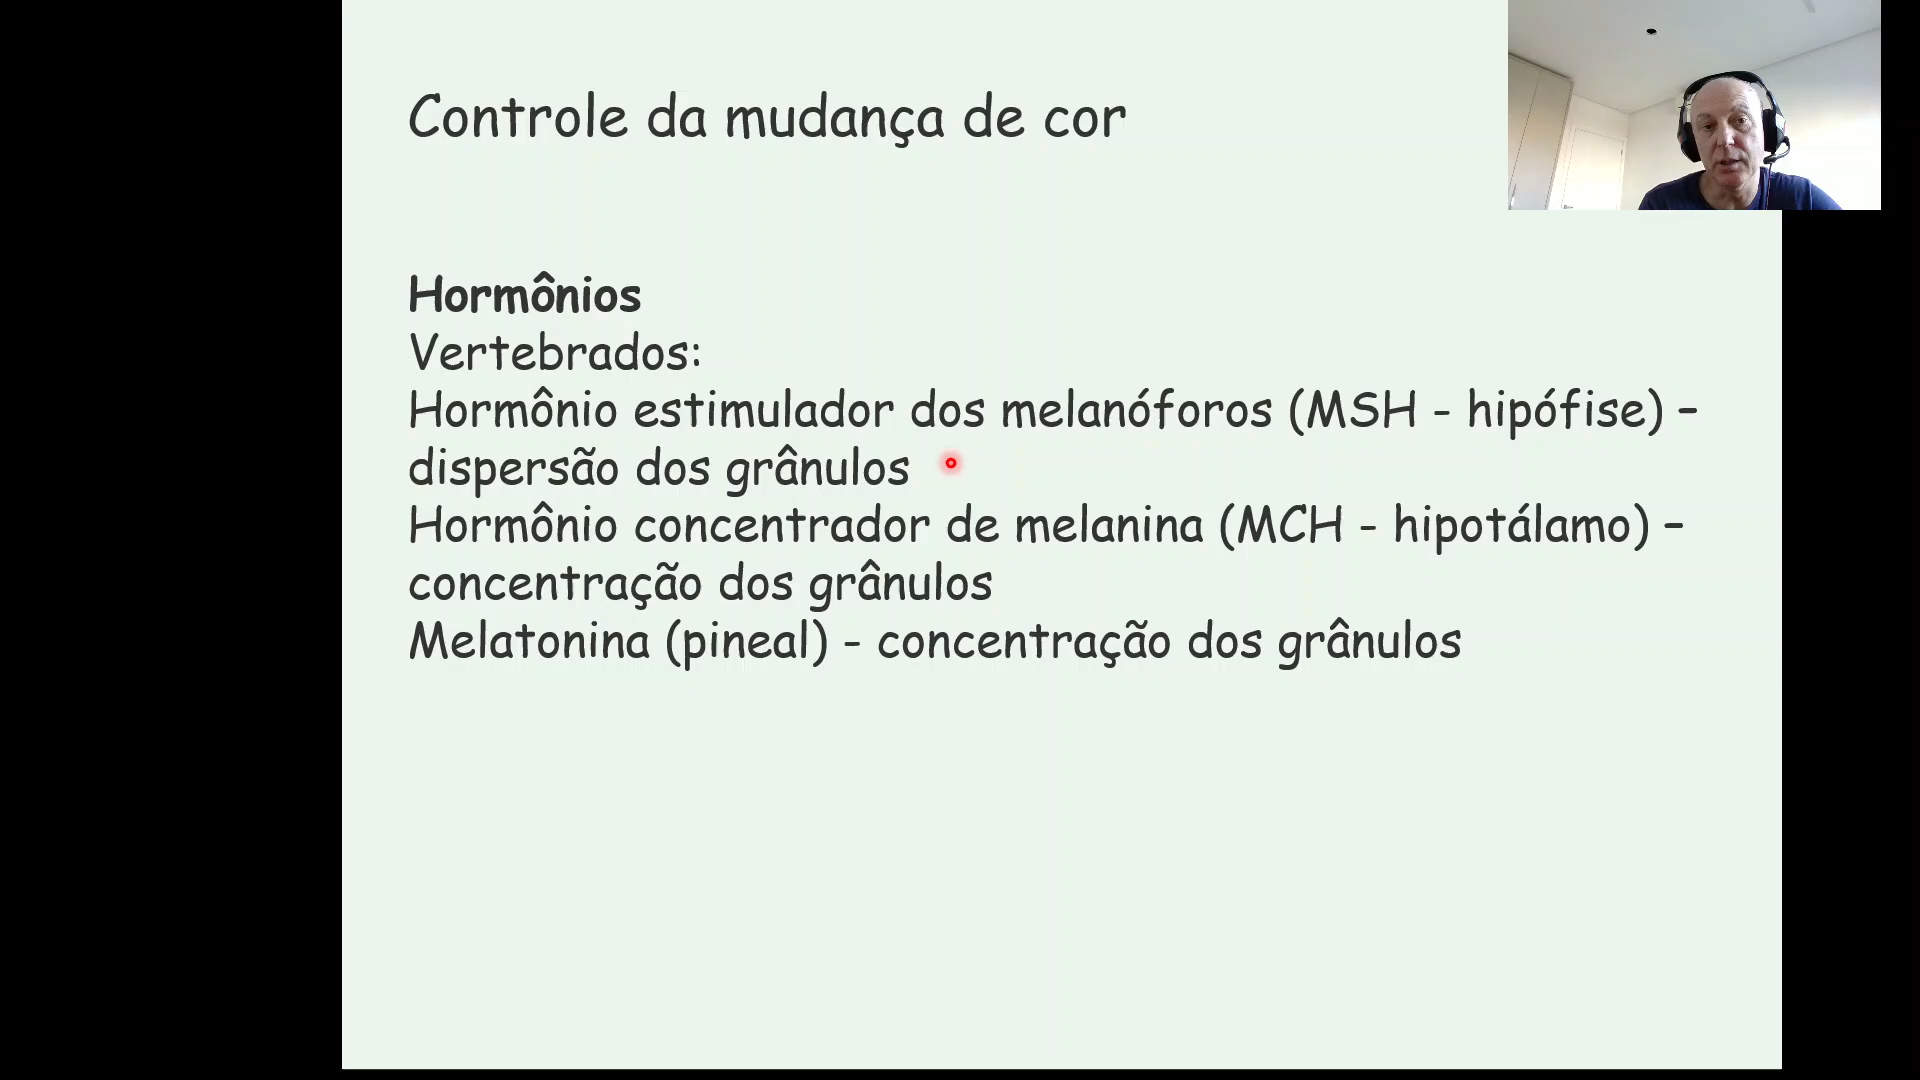 Controle da mudança de cor
Hormônios
Vertebrados:
Hormônio estimulador dos melanóforos (MSH - hipófise) –
dispersão dos grânulos
Hormônio concentrador de melanina (MCH - hipotálamo) –
concentração dos grânulos
Melatonina (pineal) - concentração dos grânulos